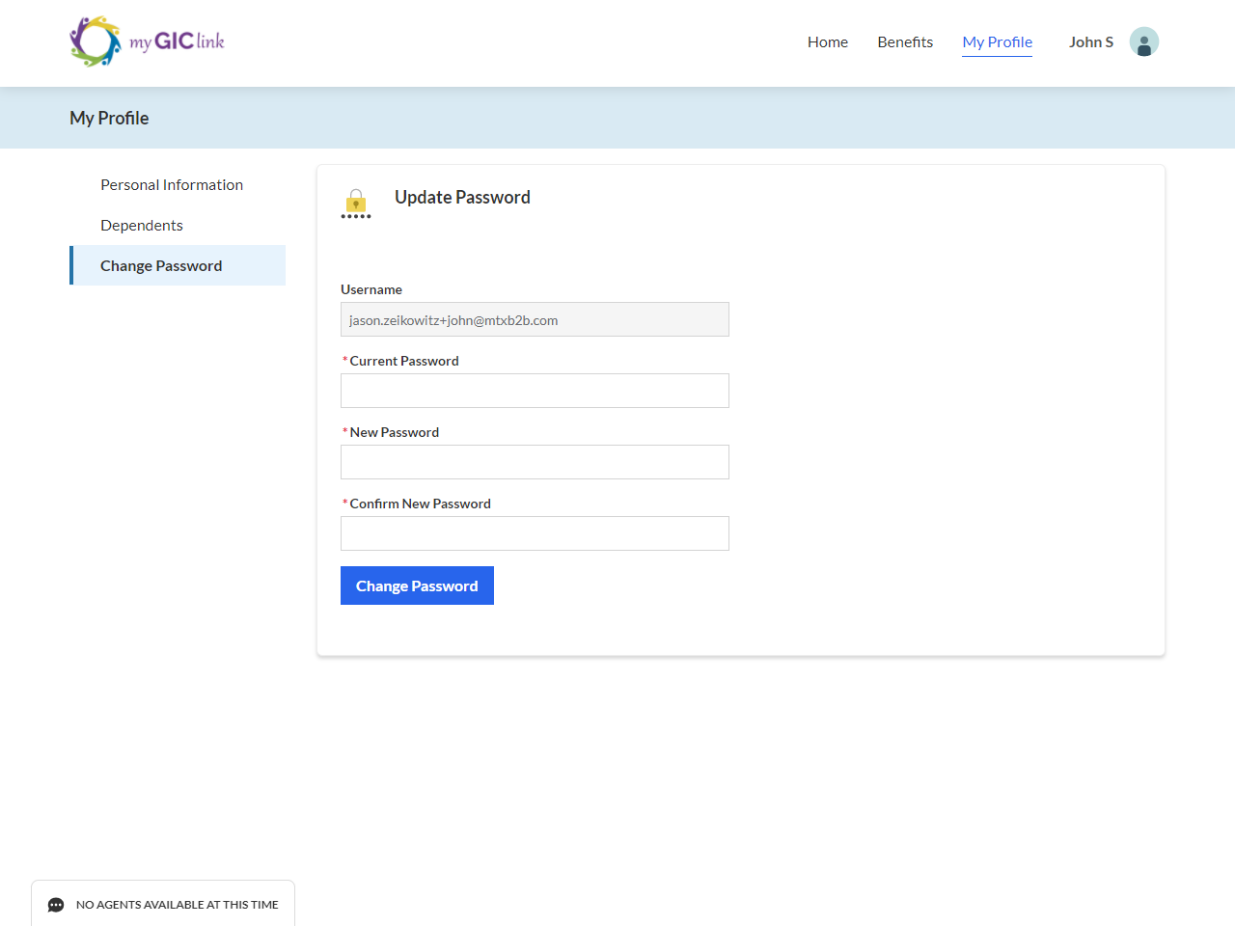 my GIC link
Home Benefits My Profile John S
My Profile
Personal Information
Dependents
Change Password
Update Password
Username
jason.zeikowitz+john@mtxb2b.com
*Current Password
*New Password
*Confirm New Password
Change Password
NO AGENTS AVAILABLE AT THIS TIME